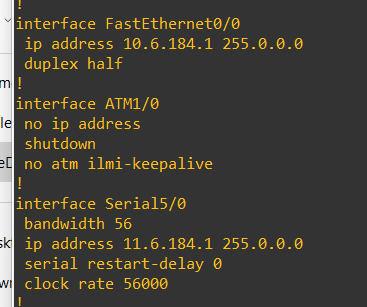 !
interface FastEthernet0/0
 ip address 10.6.184.1 255.0.0.0
 duplex half
!
interface ATM1/0
 no ip address
 shutdown
 no atm ilmi-keepalive
!
interface Serial5/0
 bandwidth 56
 ip address 11.6.184.1 255.0.0.0
 serial restart-delay 0
 clock rate 56000
!